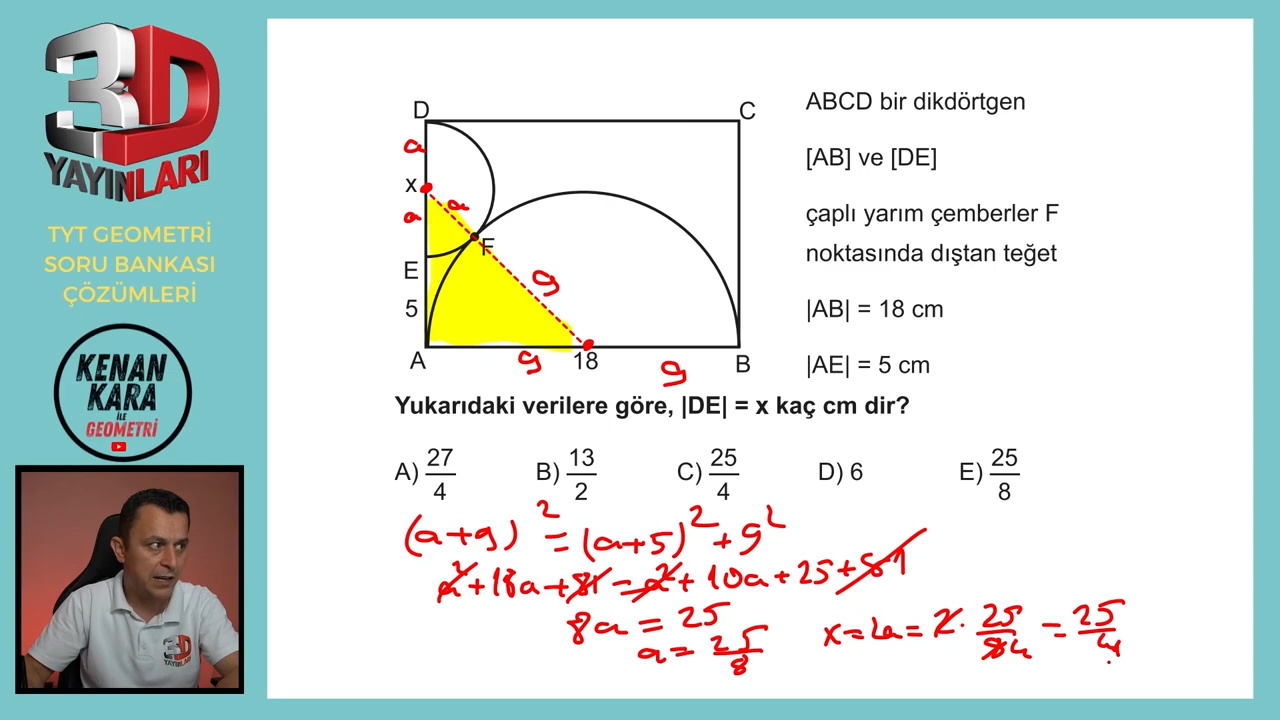 3D
YAYINLARI
TYT GEOMETRİ
SORU BANKASI
ÇÖZÜMLERİ
KENAN
KARA
İLE
GEOMETRİ
3D
YAYINLARI
D
C
a
x
a
a
F
E
9
5
A
9
18
9
B
ABCD bir dikdörtgen
[AB] ve [DE]
çaplı yarım çemberler F
noktasında dıştan teğet
|AB| = 18 cm
|AE| = 5 cm
Yukarıdaki verilere göre, |DE| = x kaç cm dir?
A) 27/4 B) 13/2 C) 25/4 D) 6 E) 25/8
(a+9)² = (a+5)² + 9²
a² + 18a + 81 = a² + 10a + 25 + 81
8a = 25
a = 25/8
x = 2a = 2 · 25/84 = 25/4